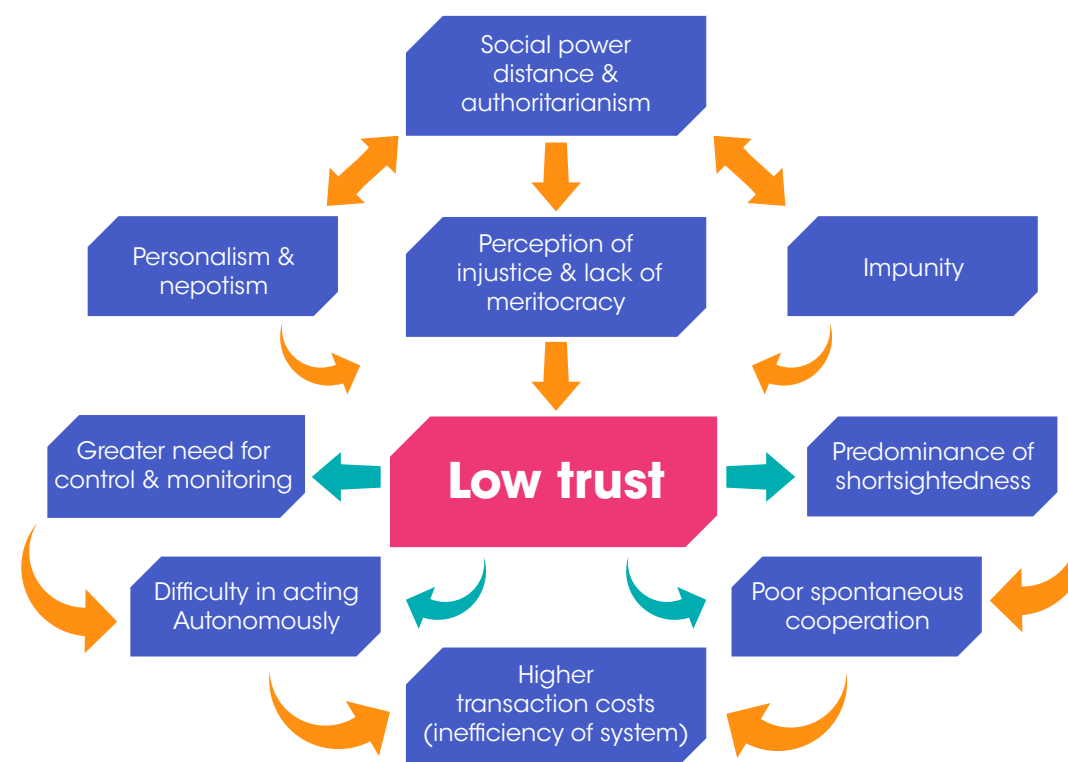 Social power
distance &
authoritarianism
Personalism &
nepotism
Perception of
injustice & lack of
meritocracy
Impunity
Greater need for
control & monitoring
Low trust
Predominance of
shortsightedness
Difficulty in acting
Autonomously
Poor spontaneous
cooperation
Higher
transaction costs
(inefficiency of system)